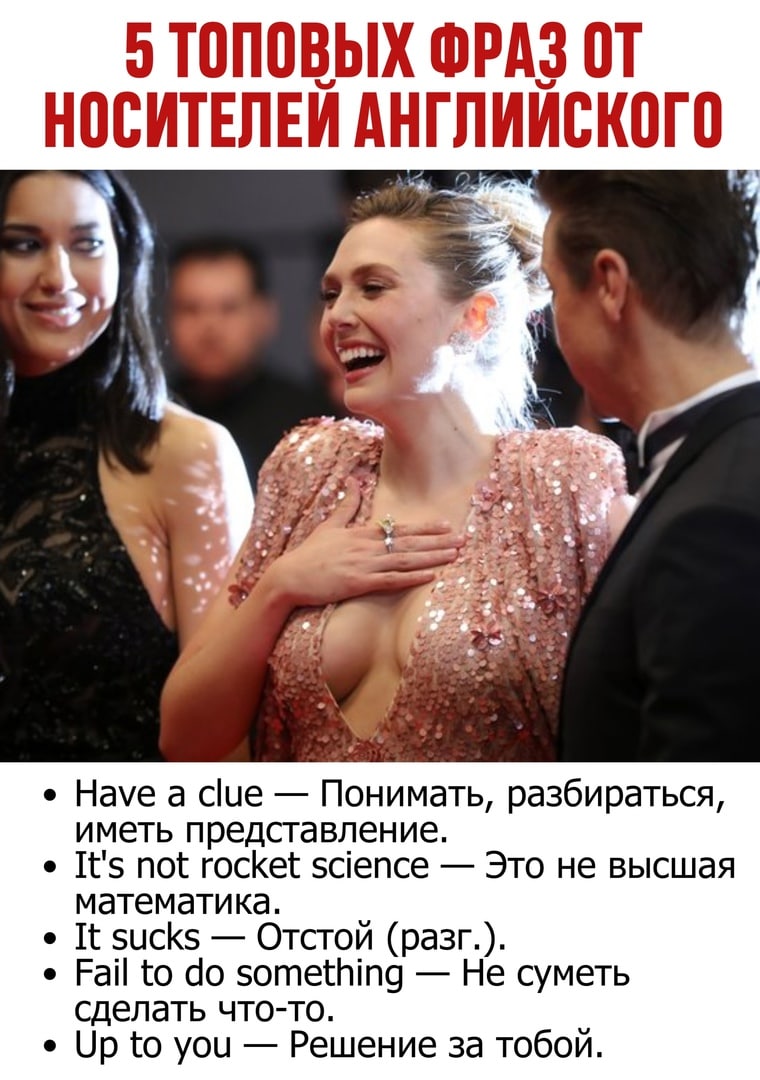 5 ТОПОВЫХ ФРАЗ ОТ
НОСИТЕЛЕЙ АНГЛИЙСКОГО
• Have a clue — Понимать, разбираться,
иметь представление.
• It's not rocket science — Это не высшая
математика.
• It sucks — Отстой (разг.).
• Fail to do something — Не суметь
сделать что-то.
• Up to you — Решение за тобой.